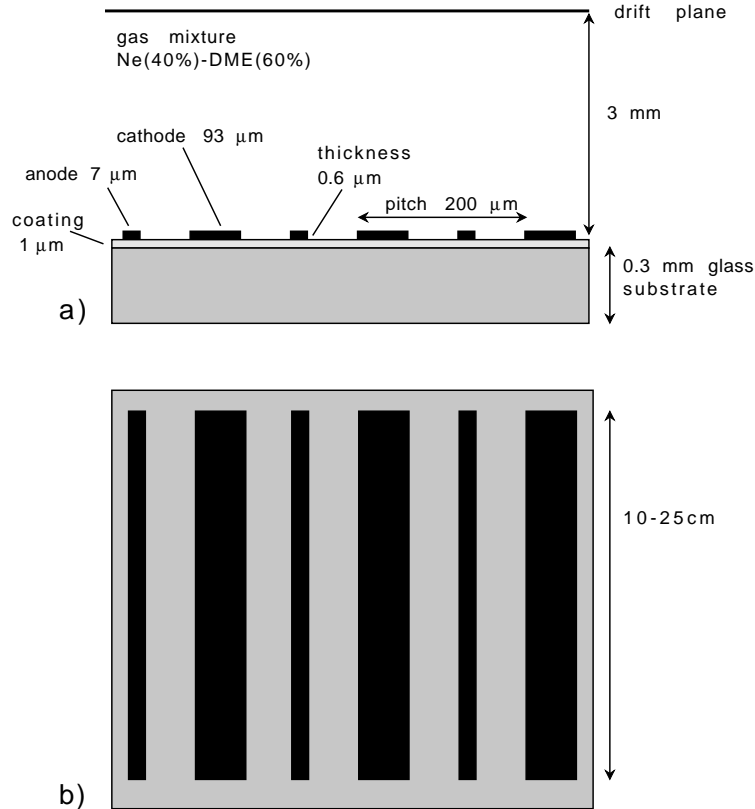 drift plane
gas mixture
Ne(40%)-DME(60%)
3 mm
cathode 93 μm
thickness
0.6 μm
anode 7 μm
pitch 200 μm
coating
1 μm
0.3 mm glass
substrate
a)
10-25cm
b)